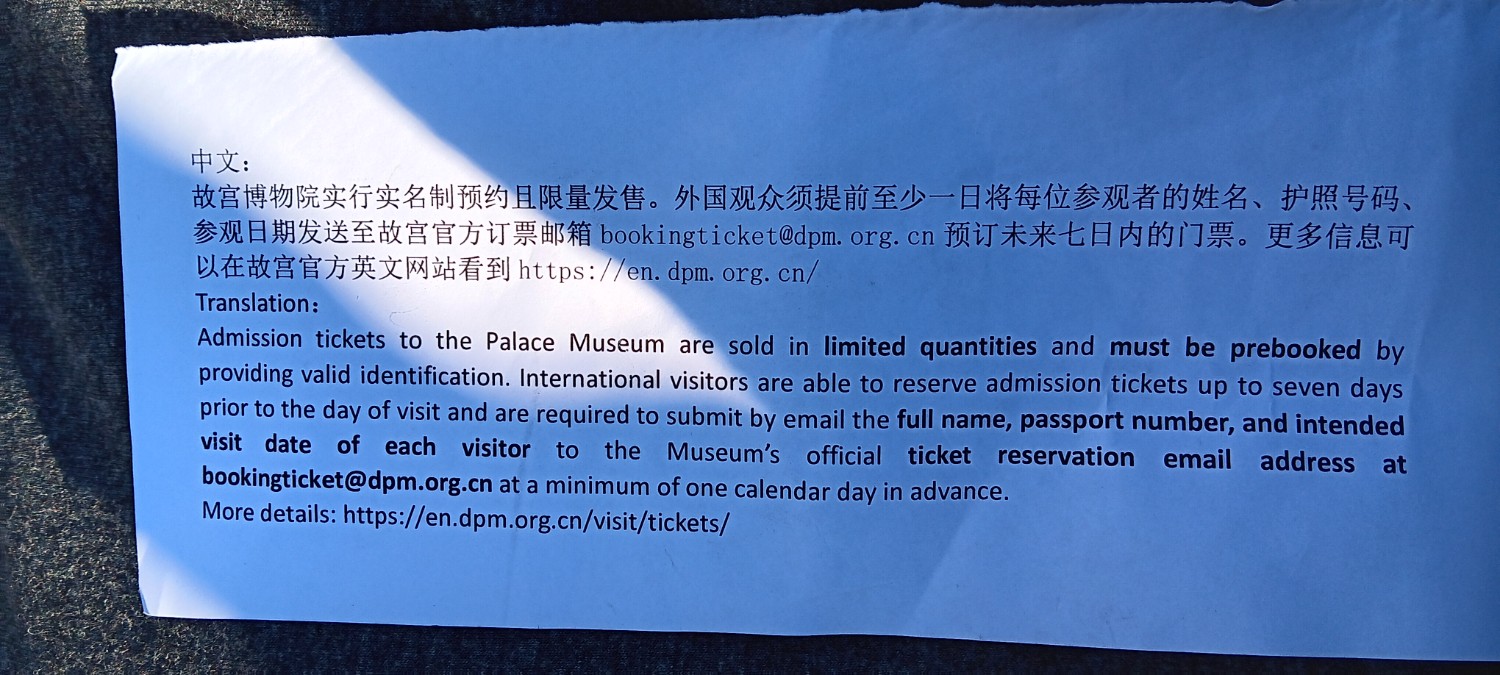 中文:
故宫博物院实行实名制预约且限量发售。外国观众须提前至少一日将每位参观者的姓名、护照号码、
参观日期发送至故宫官方订票邮箱 bookingticket@dpm.org.cn 预订未来七日内的门票。更多信息可
以在故宫官方英文网站看到 https://en.dpm.org.cn/
Translation:
Admission tickets to the Palace Museum are sold in limited quantities and must be prebooked by
providing valid identification. International visitors are able to reserve admission tickets up to seven days
prior to the day of visit and are required to submit by email the full name, passport number, and intended
visit date of each visitor to the Museum's official ticket reservation email address at
bookingticket@dpm.org.cn at a minimum of one calendar day in advance.
More details: https://en.dpm.org.cn/visit/tickets/